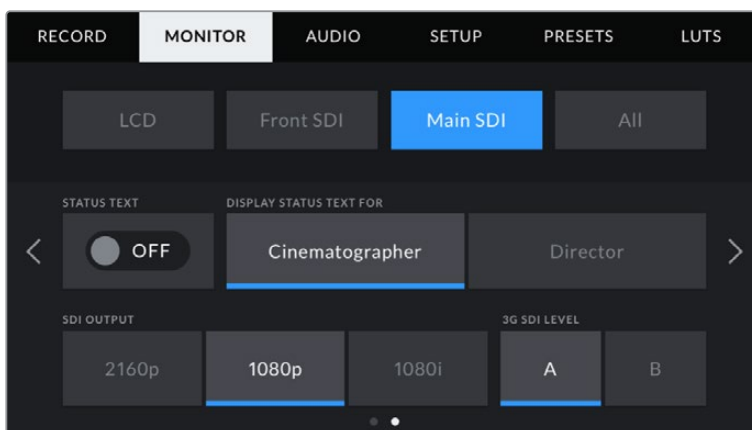 RECORD MONITOR AUDIO SETUP PRESETS LUTS
LCD Front SDI Main SDI All
STATUS TEXT DISPLAY STATUS TEXT FOR
OFF Cinematographer Director
SDI OUTPUT 3G SDI LEVEL
2160p 1080p 1080i A B